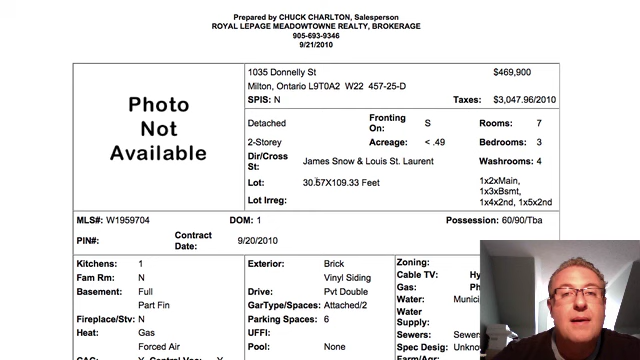 Prepared by CHUCK CHARLTON, Salesperson
ROYAL LEPAGE MEADOWTOWNE REALTY, BROKERAGE
905-693-9346
9/21/2010
Photo
Not
Available
1035 Donnelly St $469,900
Milton, Ontario L9T0A2 W22 457-25-D
SPIS: N Taxes: $3,047.96/2010
Detached Fronting On: S Rooms: 7
2-Storey Acreage: < .49 Bedrooms: 3
Dir/Cross St: James Snow & Louis St. Laurent Washrooms: 4
Lot: 30.57X109.33 Feet 1x2xMain,
1x3xBsmt,
Lot Irreg: 1x4x2nd, 1x5x2nd
MLS#: W1959704 DOM: 1 Possession: 60/90/Tba
PIN#: Contract Date: 9/20/2010
Kitchens: 1 Exterior: Brick Zoning:
Fam Rm: N Vinyl Siding Cable TV: Hy
Basement: Full Drive: Pvt Double Gas: Ph
Part Fin GarType/Spaces: Attached/2 Water: Munici
Fireplace/Stv: N Parking Spaces: 6 Water Supply:
Heat: Gas UFFI: Sewers: Sewer
Forced Air Pool: None Spec Desig: Unkno